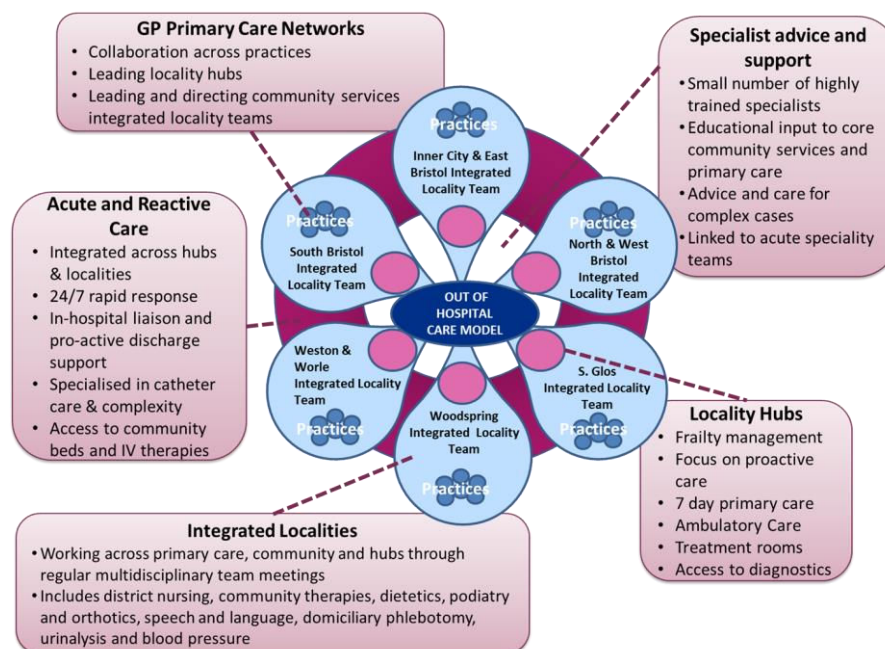 GP Primary Care Networks
• Collaboration across practices
• Leading locality hubs
• Leading and directing community services
integrated locality teams
Specialist advice and
support
• Small number of highly
trained specialists
• Educational input to core
community services and
primary care
• Advice and care for
complex cases
• Linked to acute speciality
teams
Acute and Reactive
Care
• Integrated across hubs
& localities
• 24/7 rapid response
• In-hospital liaison and
pro-active discharge
support
• Specialised in catheter
care & complexity
• Access to community
beds and IV therapies
Practices
Inner City & East
Bristol Integrated
Locality Team
Practices
South Bristol
Integrated
Locality Team
Practices
North & West
Bristol
Integrated
Locality Team
OUT OF
HOSPITAL
CARE MODEL
Weston &
Worle
Integrated Locality
Team
Practices
Woodspring
Integrated Locality
Team
Practices
S. Glos
Integrated Locality
Team
Practices
Locality Hubs
• Frailty management
• Focus on proactive
care
• 7 day primary care
• Ambulatory Care
• Treatment rooms
• Access to diagnostics
Integrated Localities
• Working across primary care, community and hubs through
regular multidisciplinary team meetings
• Includes district nursing, community therapies, dietetics, podiatry
and orthotics, speech and language, domiciliary phlebotomy,
urinalysis and blood pressure